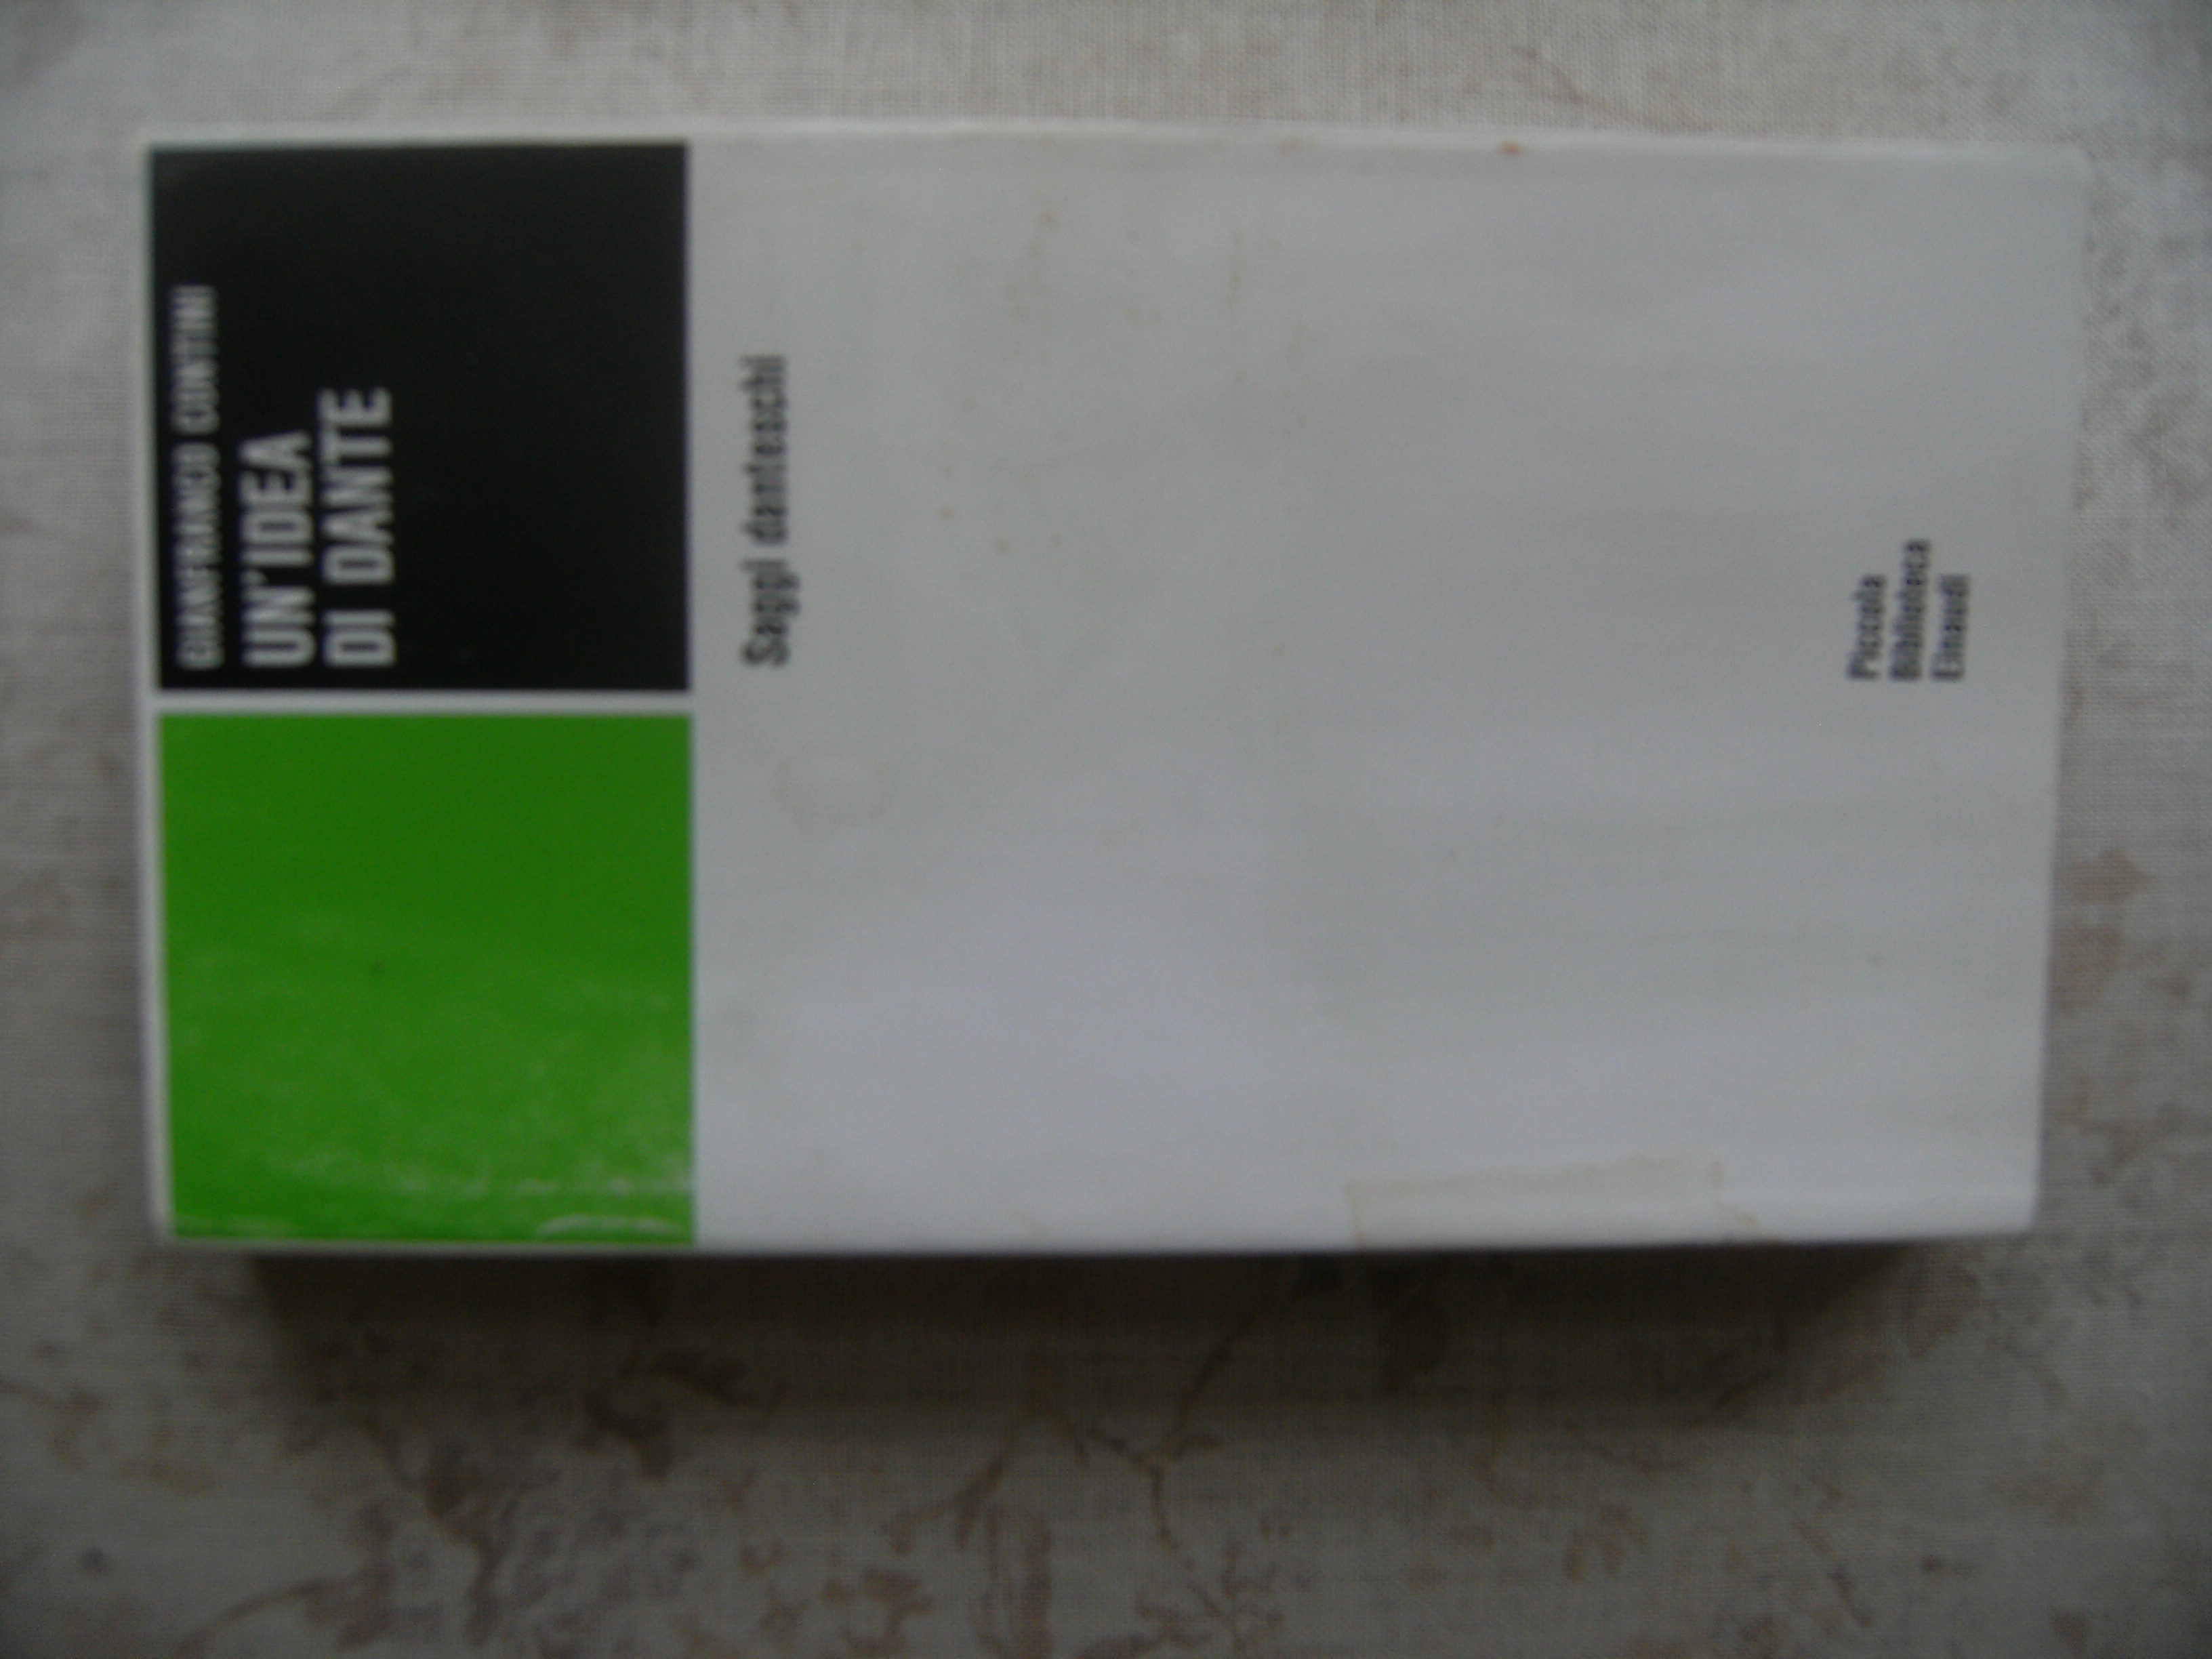 GIANFRANCO CONTINI
UN'IDEA
DI DANTE
Saggi danteschi
Piccola
Biblioteca
Einaudi